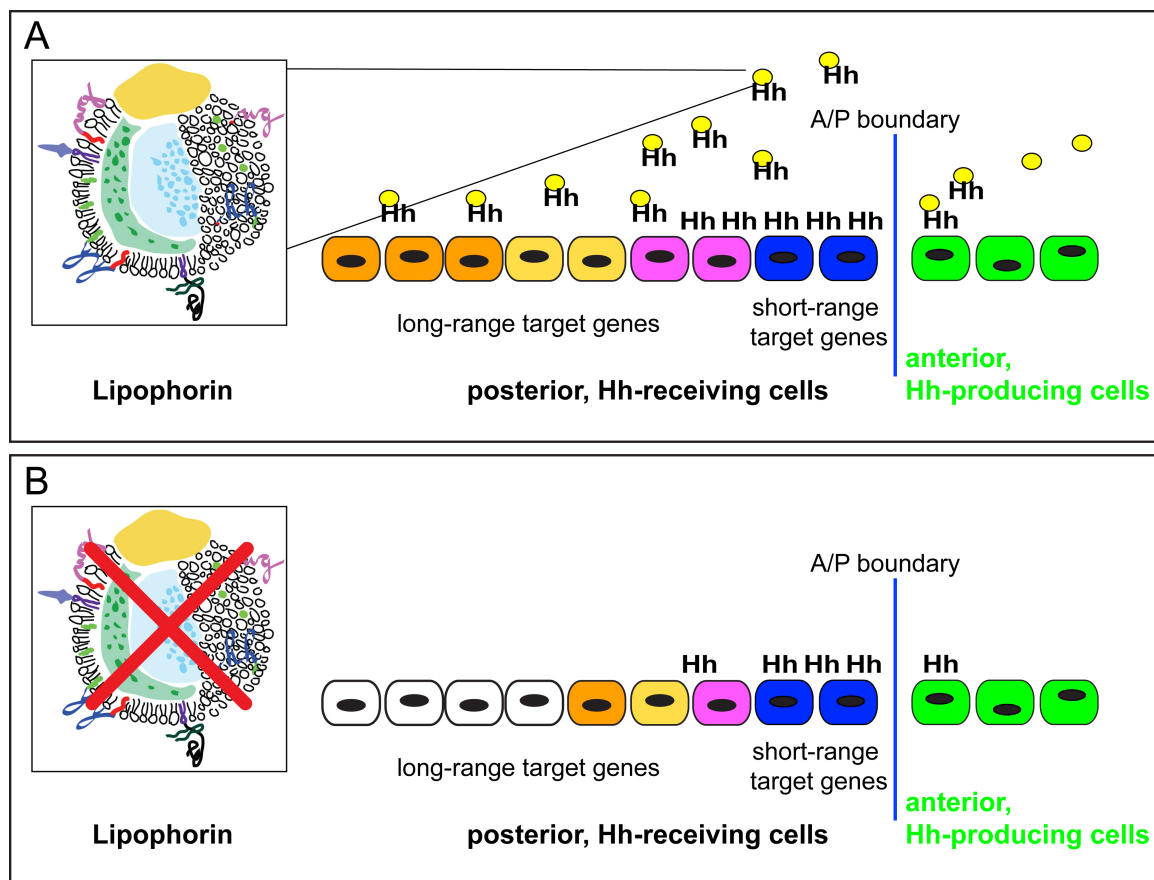 A
Hh
Hh
A/P boundary
Hh
Hh
Hh
Hh
Hh
Hh Hh Hh
Hh Hh Hh Hh Hh
Hh
long-range target genes
short-range
target genes
anterior,
Hh-producing cells
Lipophorin
posterior, Hh-receiving cells
B
A/P boundary
Hh
Hh Hh Hh
Hh
long-range target genes
short-range
target genes
anterior,
Hh-producing cells
Lipophorin
posterior, Hh-receiving cells